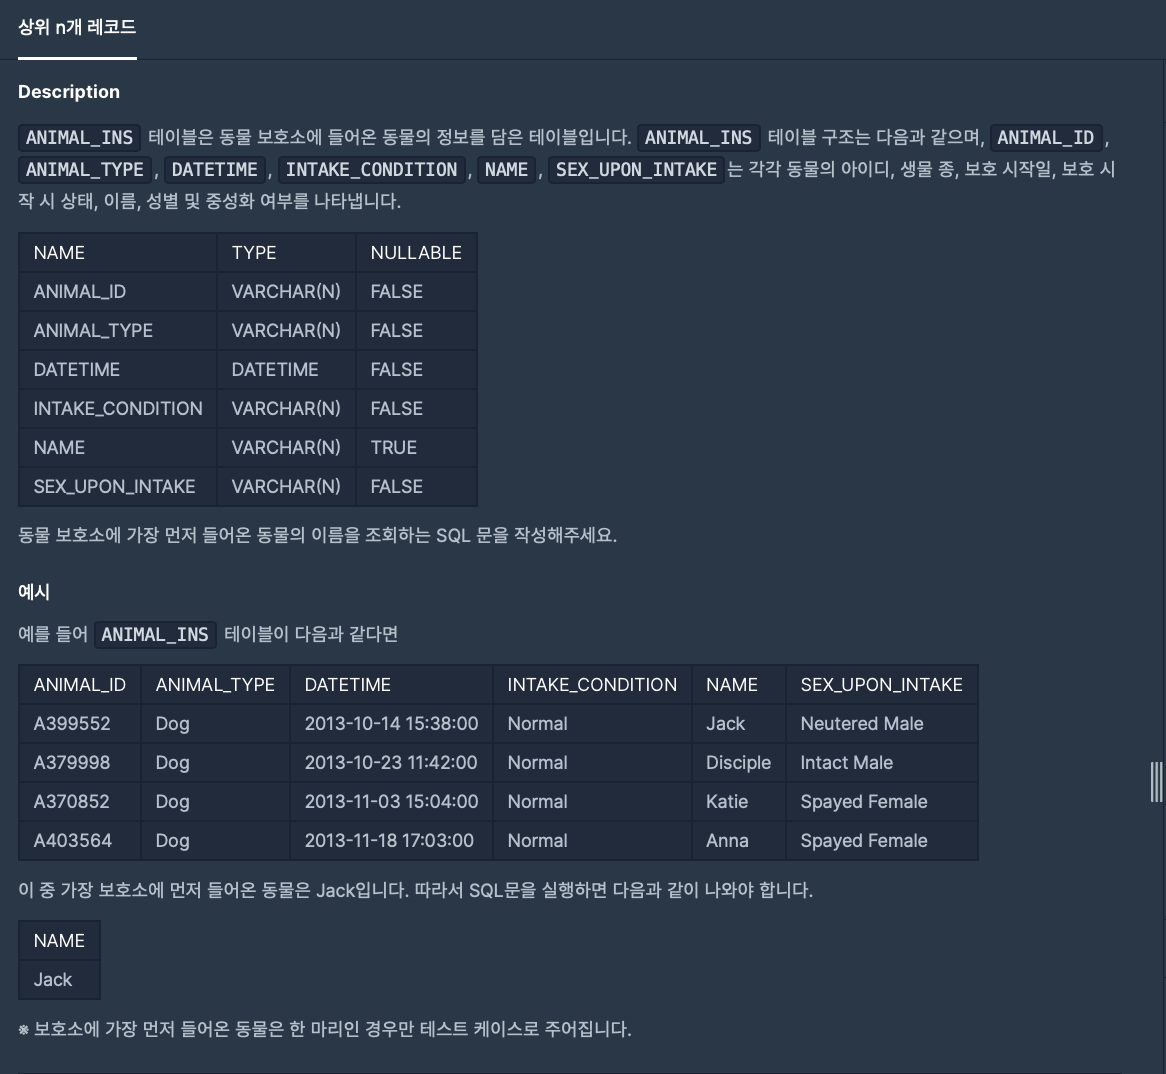 상위 n개 레코드
Description
ANIMAL_INS 테이블은 동물 보호소에 들어온 동물의 정보를 담은 테이블입니다. ANIMAL_INS 테이블 구조는 다음과 같으며, ANIMAL_ID ,
ANIMAL_TYPE , DATETIME , INTAKE_CONDITION , NAME , SEX_UPON_INTAKE 는 각각 동물의 아이디, 생물 종, 보호 시작일, 보호 시
작 시 상태, 이름, 성별 및 중성화 여부를 나타냅니다.
NAME TYPE NULLABLE
ANIMAL_ID VARCHAR(N) FALSE
ANIMAL_TYPE VARCHAR(N) FALSE
DATETIME DATETIME FALSE
INTAKE_CONDITION VARCHAR(N) FALSE
NAME VARCHAR(N) TRUE
SEX_UPON_INTAKE VARCHAR(N) FALSE
동물 보호소에 가장 먼저 들어온 동물의 이름을 조회하는 SQL 문을 작성해주세요.
예시
예를 들어 ANIMAL_INS 테이블이 다음과 같다면
ANIMAL_ID ANIMAL_TYPE DATETIME INTAKE_CONDITION NAME SEX_UPON_INTAKE
A399552 Dog 2013-10-14 15:38:00 Normal Jack Neutered Male
A379998 Dog 2013-10-23 11:42:00 Normal Disciple Intact Male
A370852 Dog 2013-11-03 15:04:00 Normal Katie Spayed Female
A403564 Dog 2013-11-18 17:03:00 Normal Anna Spayed Female
이 중 가장 보호소에 먼저 들어온 동물은 Jack입니다. 따라서 SQL문을 실행하면 다음과 같이 나와야 합니다.
NAME
Jack
※ 보호소에 가장 먼저 들어온 동물은 한 마리인 경우만 테스트 케이스로 주어집니다.